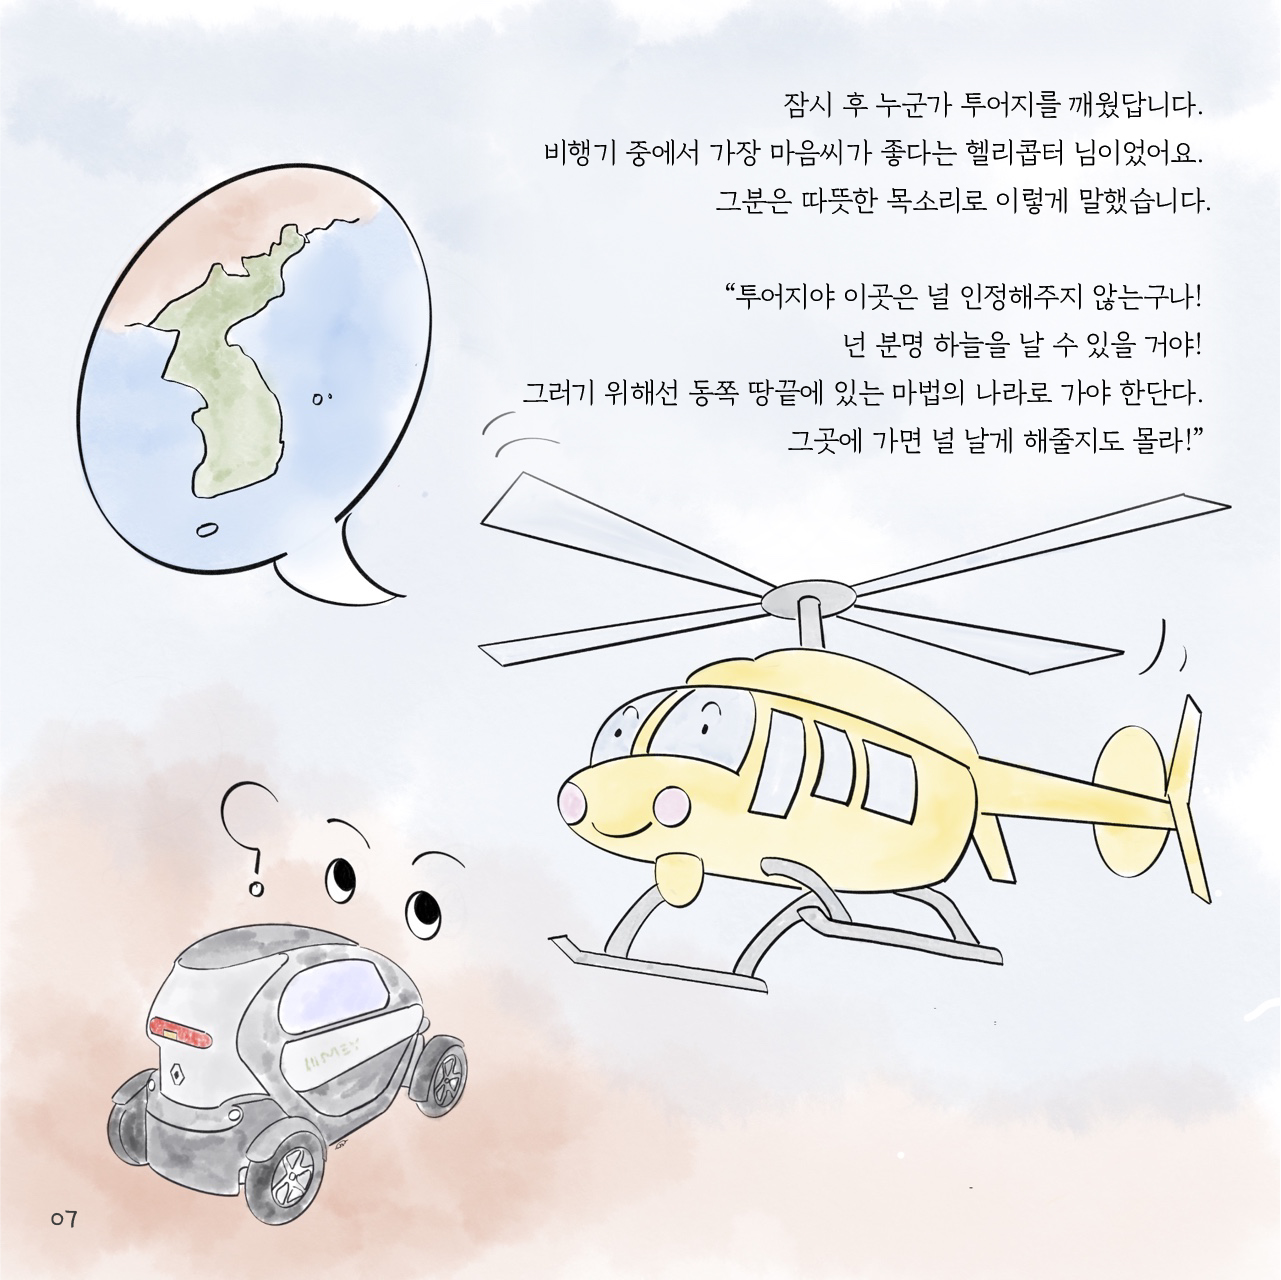 잠시 후 누군가 투어지를 깨웠답니다.
비행기 중에서 가장 마음씨가 좋다는 헬리콥터 님이었어요.
그분은 따뜻한 목소리로 이렇게 말했습니다.
“투어지야 이곳은 널 인정해주지 않는구나!
넌 분명 하늘을 날 수 있을 거야!
그러기 위해선 동쪽 땅끝에 있는 마법의 나라로 가야 한단다.
그곳에 가면 널 날게 해줄지도 몰라!”
?
07